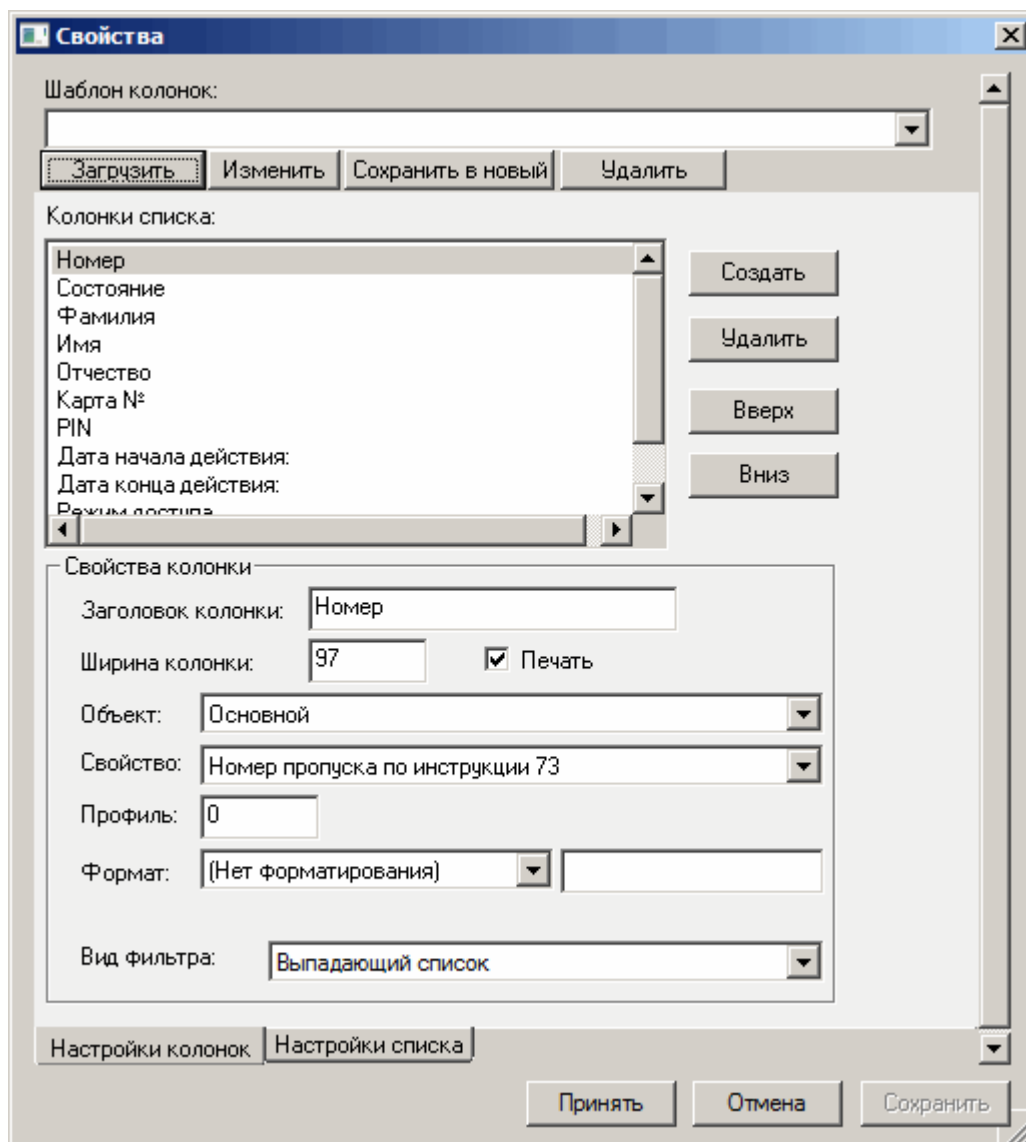 Свойства
Шаблон колонок:
Загрузить Изменить Сохранить в новый Удалить
Колонки списка:
Номер
Состояние
Фамилия
Имя
Отчество
Карта №
PIN
Дата начала действия:
Дата конца действия:
Режим доступа
Создать
Удалить
Вверх
Вниз
Свойства колонки
Заголовок колонки: Номер
Ширина колонки: 97 Печать
Объект: Основной
Свойство: Номер пропуска по инструкции 73
Профиль: 0
Формат: (Нет форматирования)
Вид фильтра: Выпадающий список
Настройки колонок Настройки списка
Принять Отмена Сохранить